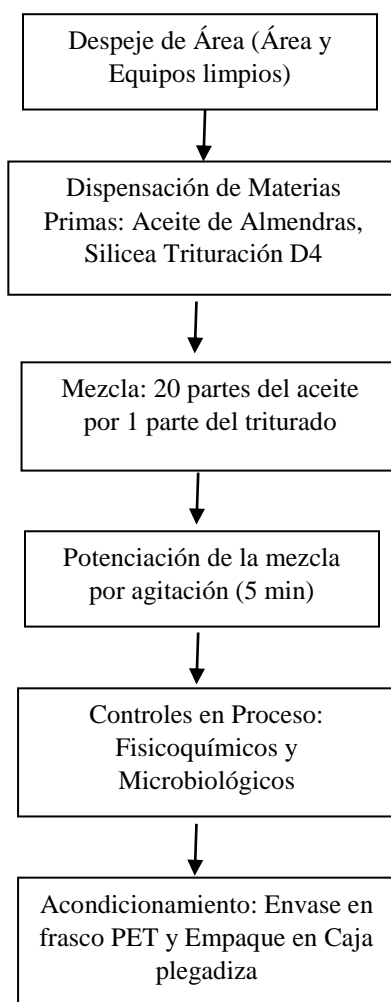 Despeje de Área (Área y
Equipos limpios)
Dispensación de Materias
Primas: Aceite de Almendras,
Silicea Trituración D4
Mezcla: 20 partes del aceite
por 1 parte del triturado
Potenciación de la mezcla
por agitación (5 min)
Controles en Proceso:
Fisicoquímicos y
Microbiológicos
Acondicionamiento: Envase en
frasco PET y Empaque en Caja
plegadiza